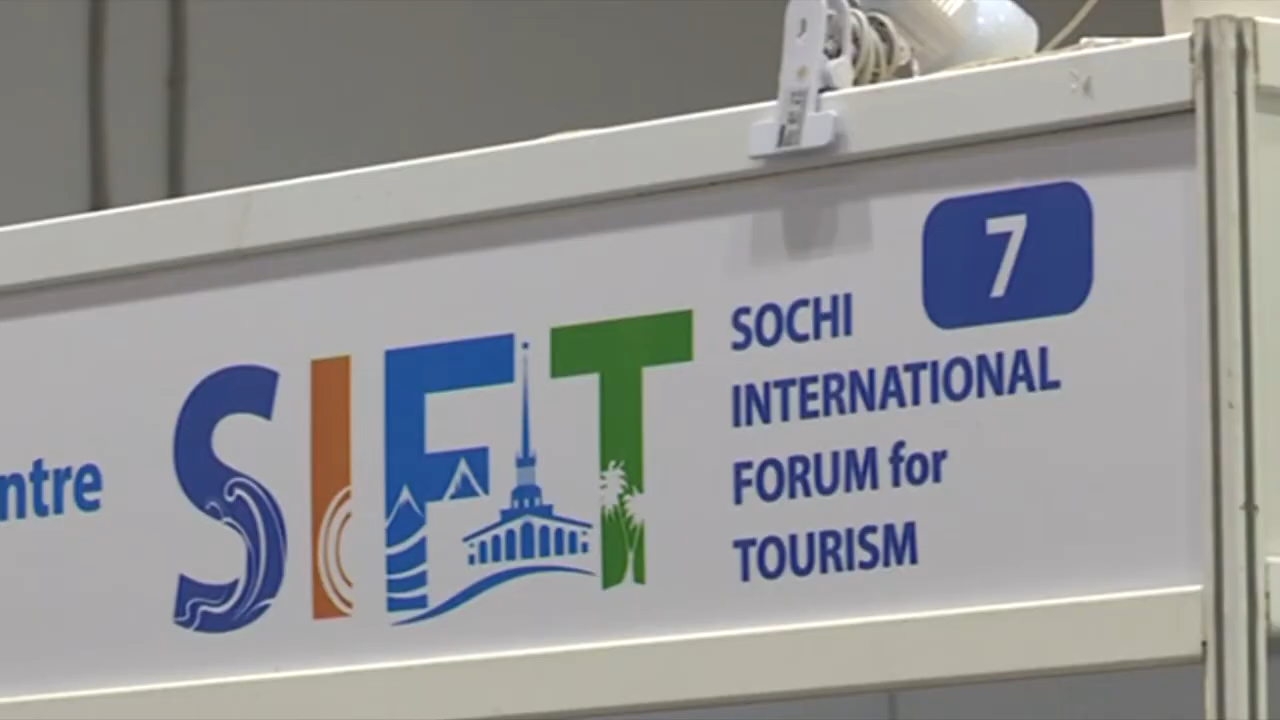 ntre
SIFT
SOCHI
INTERNATIONAL
FORUM for
TOURISM
7